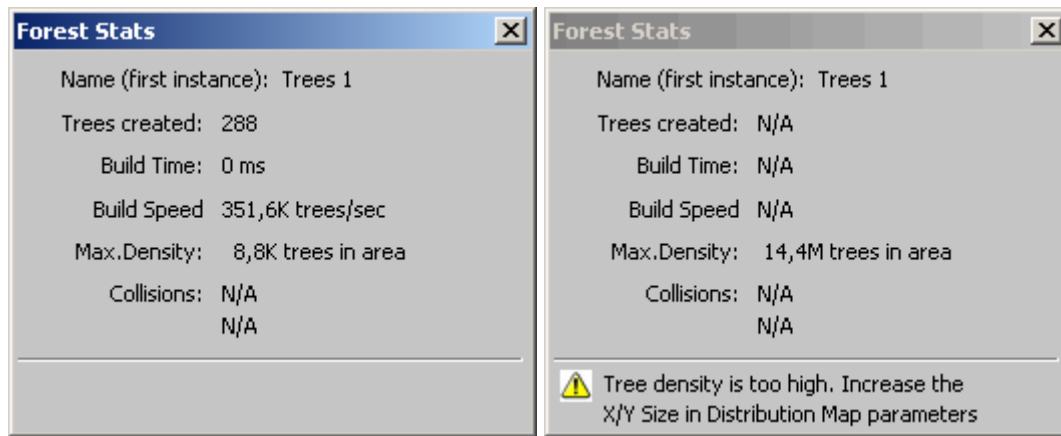 Forest Stats
Name (first instance): Trees 1
Trees created: 288
Build Time: 0 ms
Build Speed 351,6K trees/sec
Max.Density: 8,8K trees in area
Collisions: N/A
N/A
Forest Stats
Name (first instance): Trees 1
Trees created: N/A
Build Time: N/A
Build Speed N/A
Max.Density: 14,4M trees in area
Collisions: N/A
N/A
Tree density is too high. Increase the
X/Y Size in Distribution Map parameters